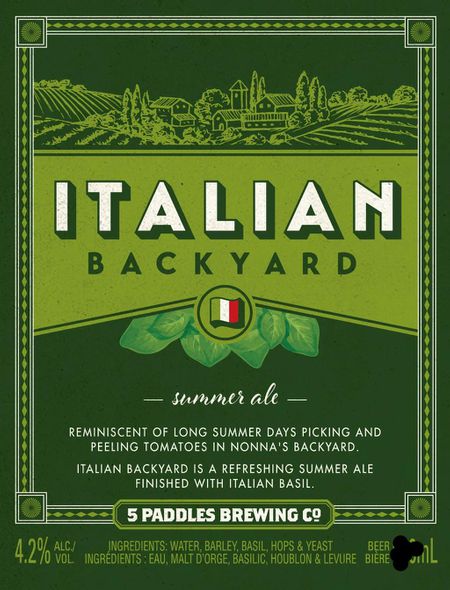 ITALIAN
BACKYARD
— summer ale —
REMINISCENT OF LONG SUMMER DAYS PICKING AND
PEELING TOMATOES IN NONNA'S BACKYARD.
ITALIAN BACKYARD IS A REFRESHING SUMMER ALE
FINISHED WITH ITALIAN BASIL.
5 PADDLES BREWING Cº
4.2% ALC./
VOL.
INGREDIENTS: WATER, BARLEY, BASIL, HOPS & YEAST
INGRÉDIENTS : EAU, MALT D'ORGE, BASILIC, HOUBLON & LEVURE
BEER
BIÈRE